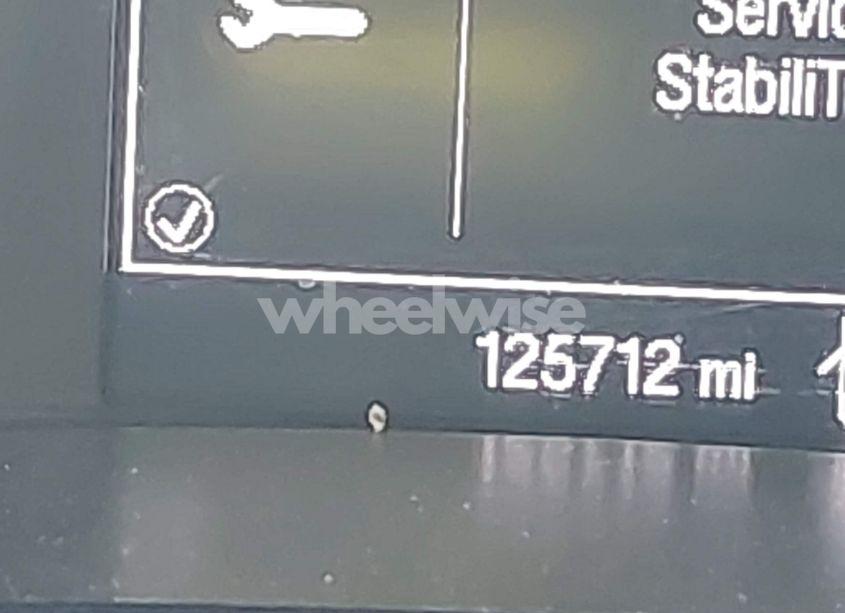 Servic
StabiliT
wheelwise
125712 mi